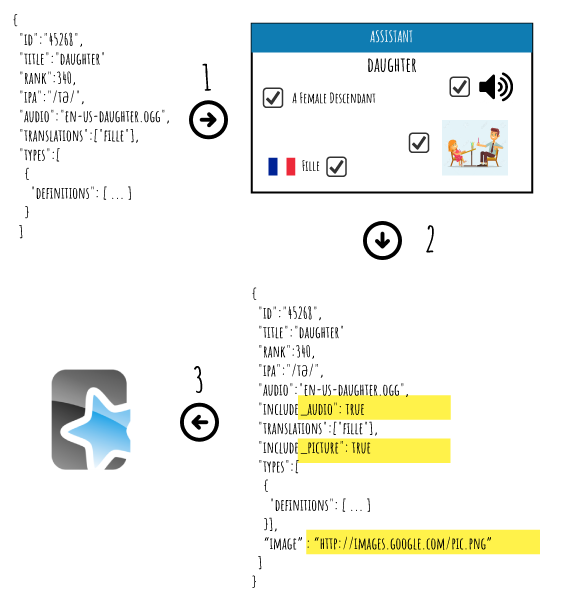 {
"ID":"45268",
"TITLE":"DAUGHTER"
"RANK":340,
"IPA":"/Tə/",
"AUDIO":"EN-US-DAUGHTER.OGG",
"TRANSLATIONS":["FILLE"],
"TYPES":[
{
"DEFINITIONS": [ ... ]
}
]
1
ASSISTANT
DAUGHTER
A FEMALE DESCENDANT
FILLE
2
{
"ID":"45268",
"TITLE":"DAUGHTER"
"RANK":340,
"IPA":"/Tə/",
"AUDIO":"EN-US-DAUGHTER.OGG",
"INCLUDE_AUDIO": TRUE
"TRANSLATIONS":["FILLE"],
"INCLUDE_PICTURE": TRUE
"TYPES":[
{
"DEFINITIONS": [ ... ]
}],
"IMAGE" : "HTTP://IMAGES.GOOGLE.COM/PIC.PNG"
]
}
3